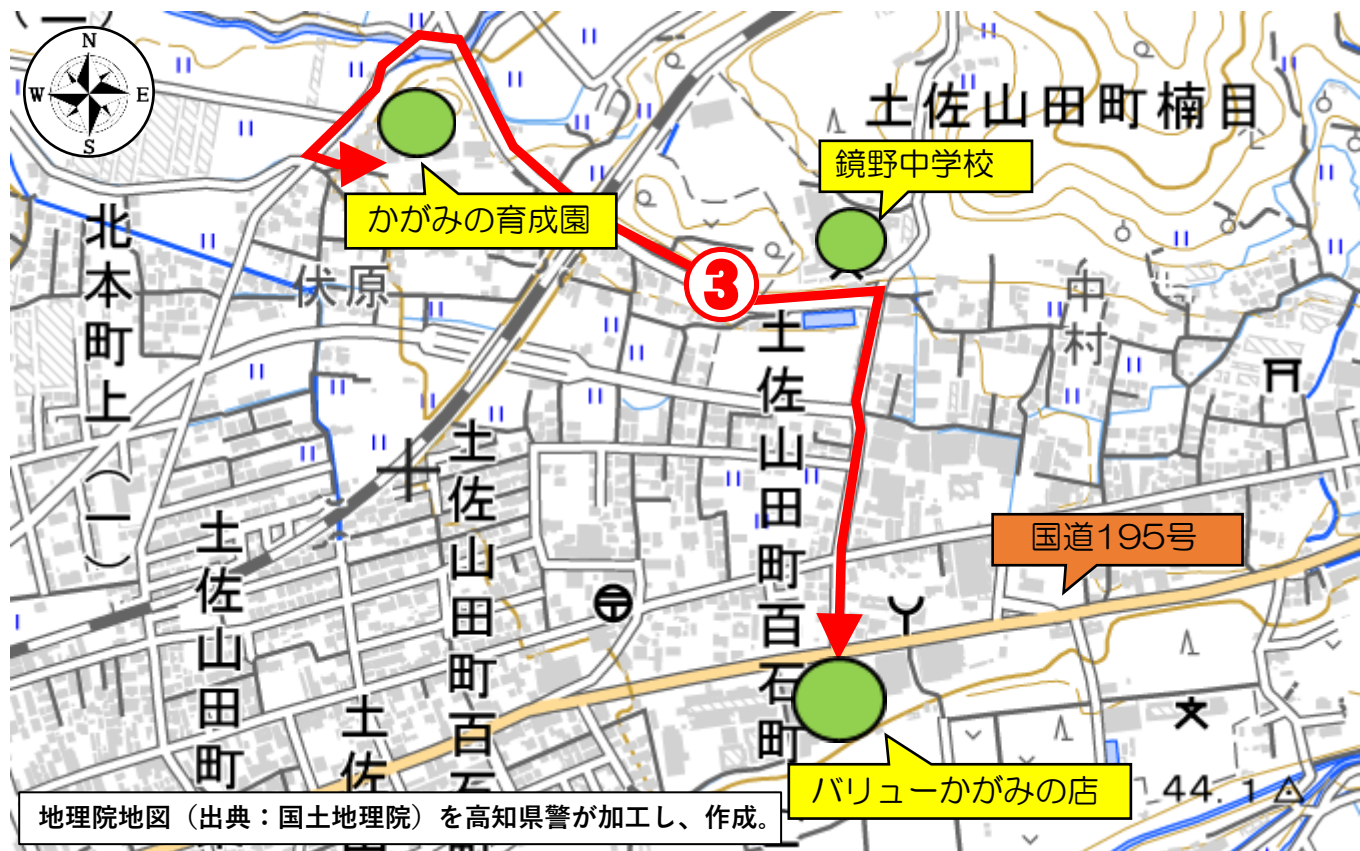 (二)
N
W E
S
土佐山田町楠目
鏡野中学校
かがみの育成園
北本町上(一)
伏原
③
中村
土佐山田町百石町
土佐山田町百石
土佐山田町
土佐
国道195号
バリューかがみの店
44.1
地理院地図（出典：国土地理院）を高知県警が加工し、作成。